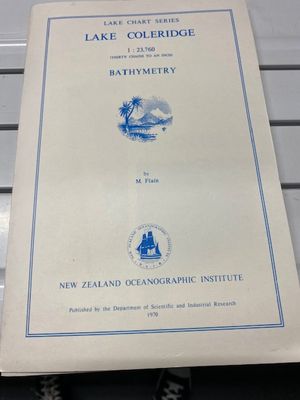 LAKE CHART SERIES
LAKE COLERIDGE
1 : 23,760
(THIRTY CHAINS TO AN INCH)
BATHYMETRY
by
M. Flain
NEW ZEALAND OCEANOGRAPHIC INSTITUTE
Published by the Department of Scientific and Industrial Research
1970